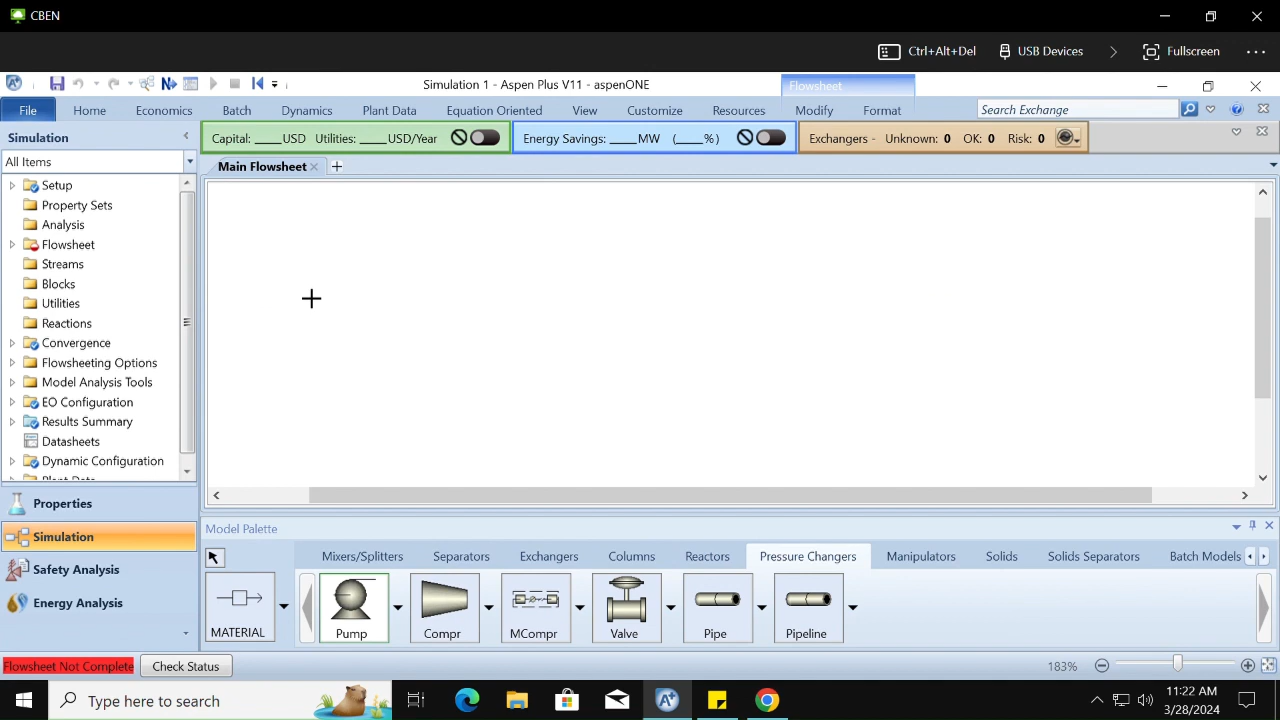 CBEN
Ctrl+Alt+Del
USB Devices
Fullscreen
Simulation 1 - Aspen Plus V11 - aspenONE
Flowsheet
File
Home
Economics
Batch
Dynamics
Plant Data
Equation Oriented
View
Customize
Resources
Modify
Format
Search Exchange
Simulation
All Items
Capital: ____USD Utilities: ____USD/Year
Energy Savings: ____MW (____%)
Exchangers - Unknown: 0 OK: 0 Risk: 0
Main Flowsheet
Setup
Property Sets
Analysis
Flowsheet
Streams
Blocks
Utilities
Reactions
Convergence
Flowsheeting Options
Model Analysis Tools
EO Configuration
Results Summary
Datasheets
Dynamic Configuration
Plant Data
Properties
Simulation
Safety Analysis
Energy Analysis
Model Palette
Mixers/Splitters
Separators
Exchangers
Columns
Reactors
Pressure Changers
Manipulators
Solids
Solids Separators
Batch Models
MATERIAL
Pump
Compr
MCompr
Valve
Pipe
Pipeline
Flowsheet Not Complete
Check Status
183%
Type here to search
11:22 AM
3/28/2024